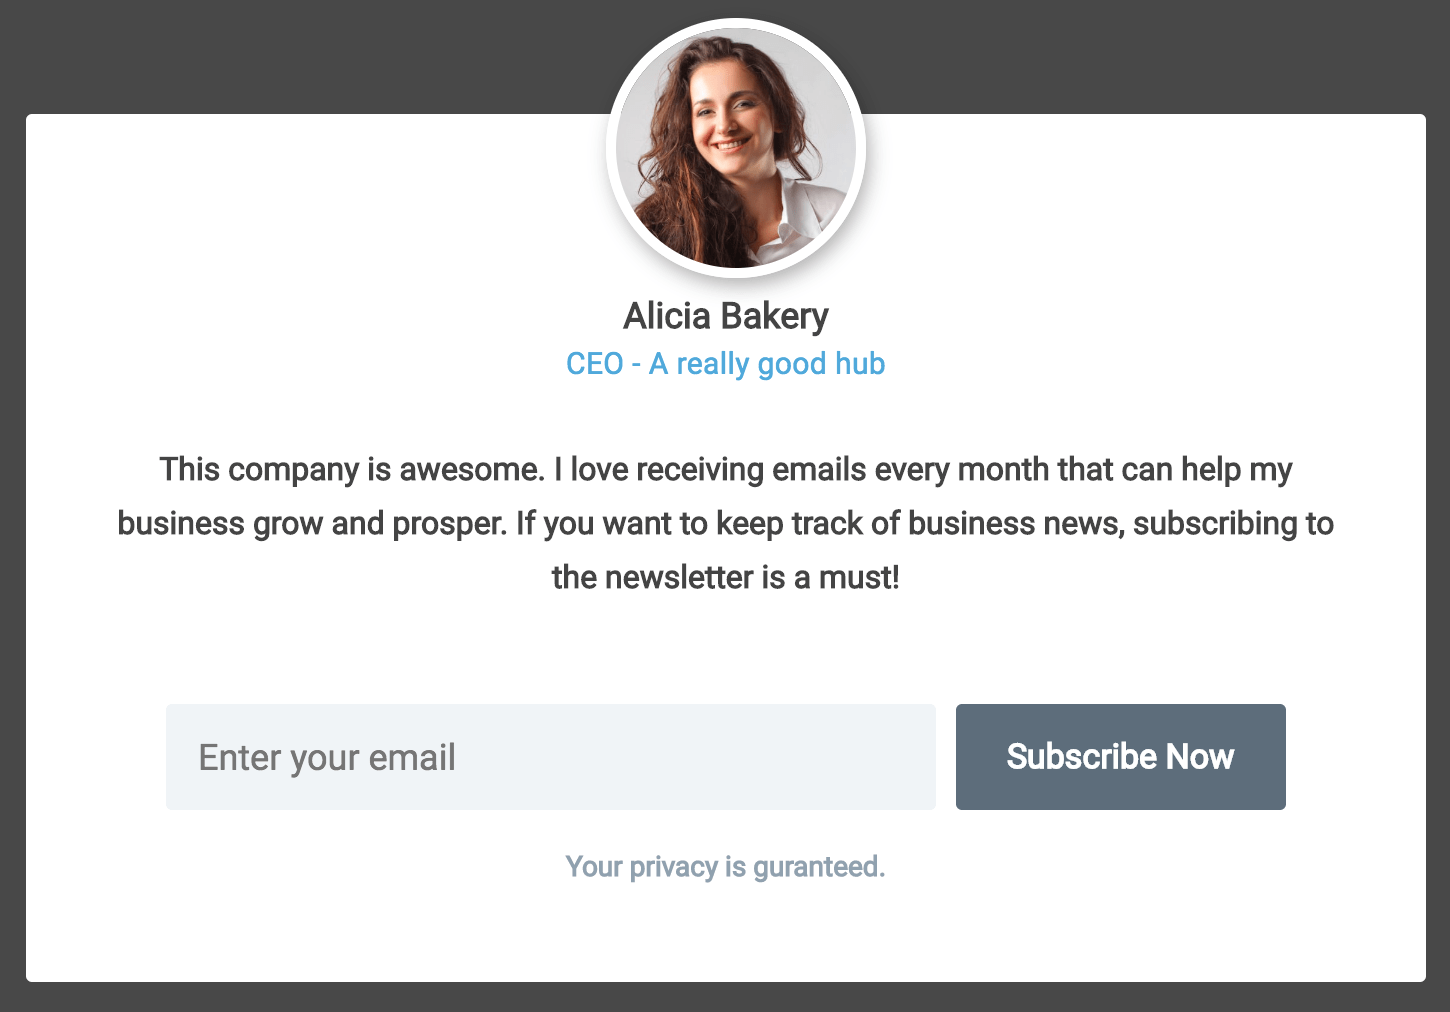 Alicia Bakery
CEO - A really good hub
This company is awesome. I love receiving emails every month that can help my
business grow and prosper. If you want to keep track of business news, subscribing to
the newsletter is a must!
Enter your email
Subscribe Now
Your privacy is guranteed.